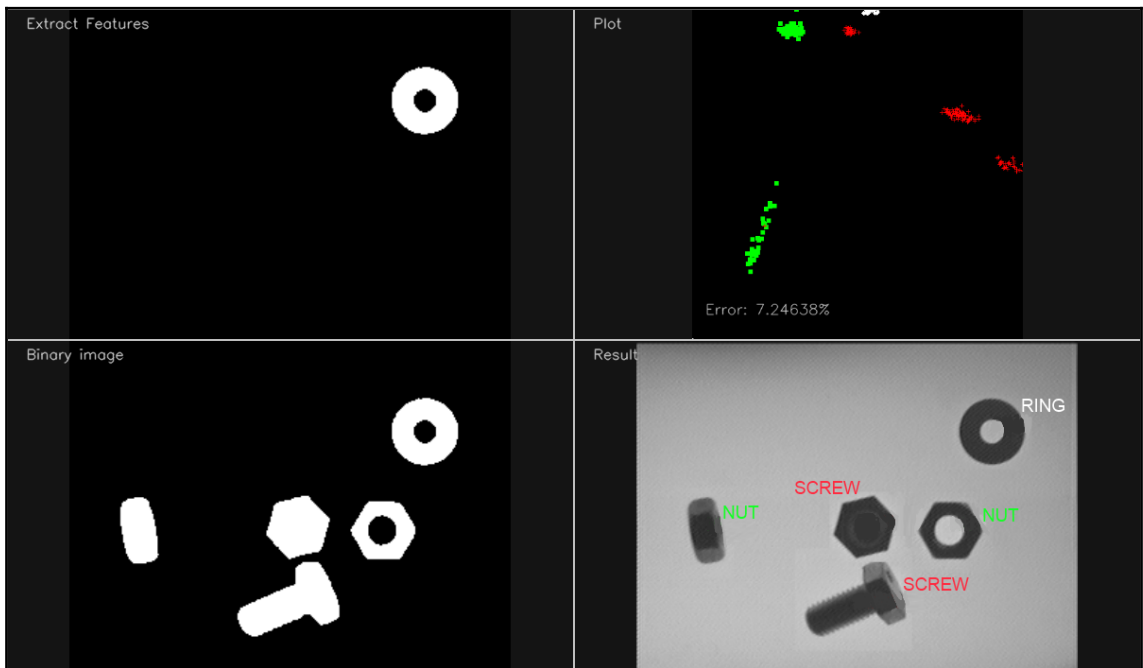 Extract Features
Plot
Error: 7.24638%
Binary image
Result
RING
SCREW
NUT
NUT
SCREW